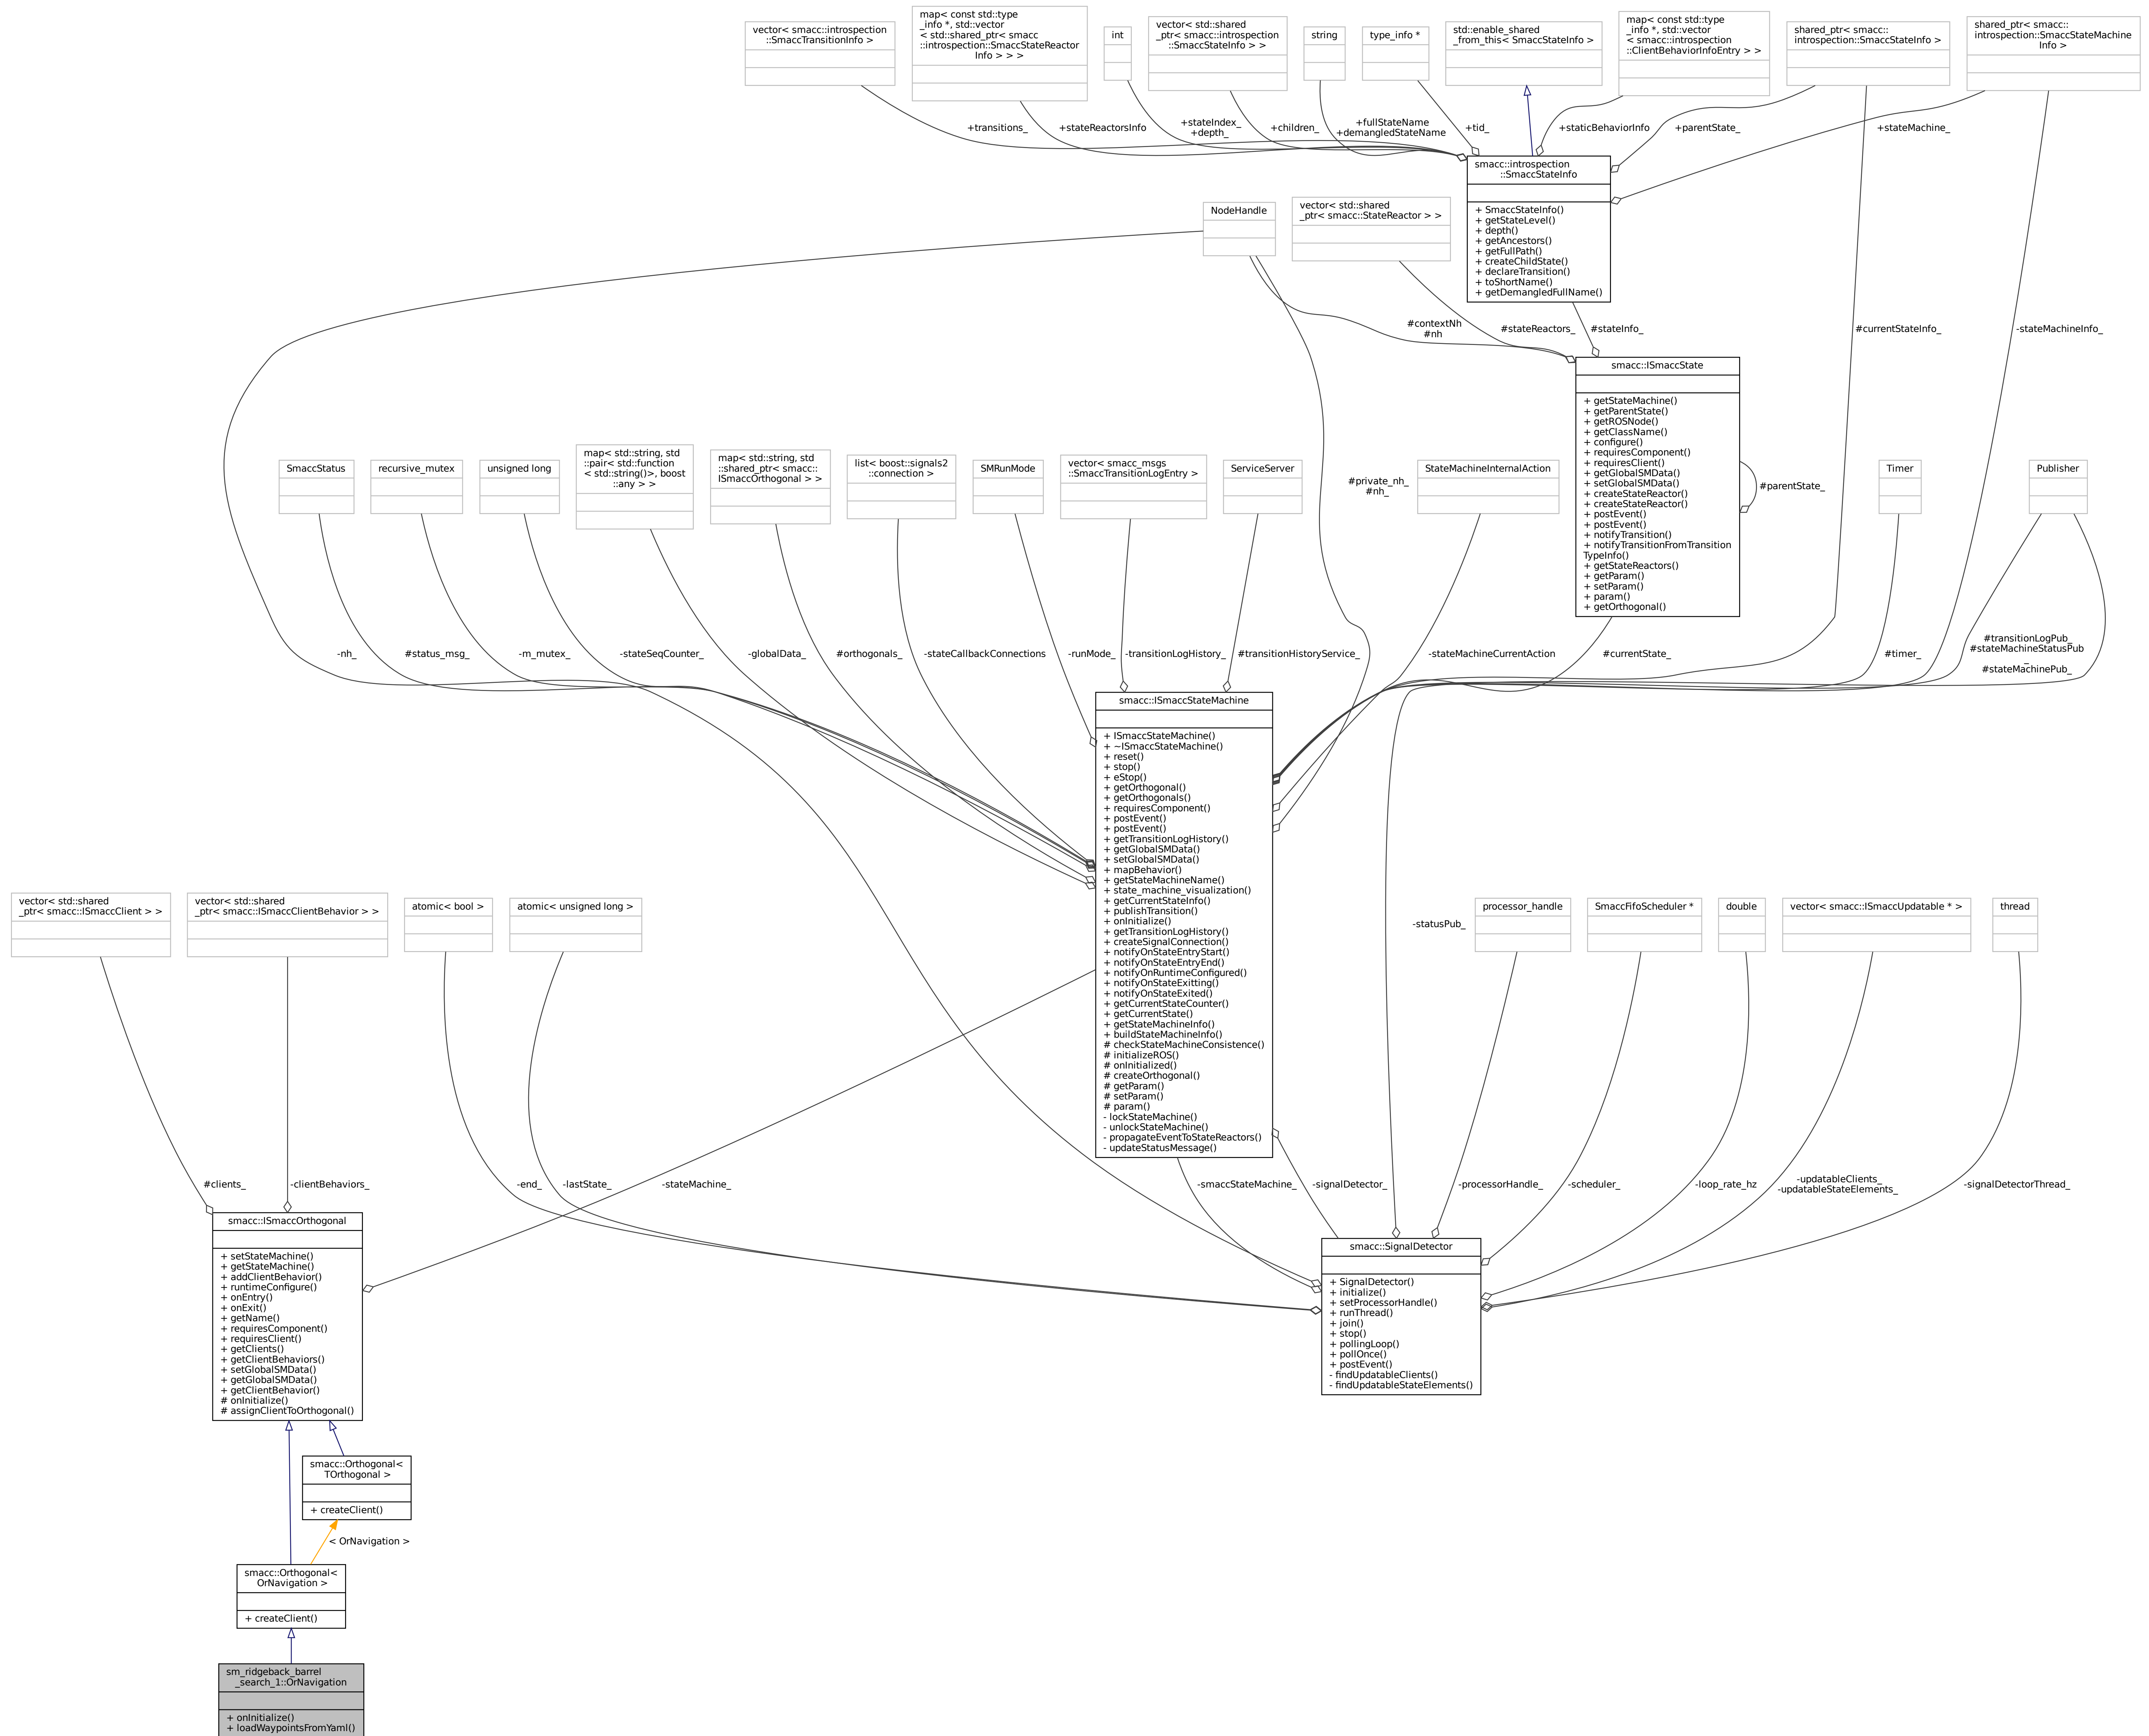 vector< smacc::introspection
::SmaccTransitionInfo >
map< const std::type
_info *, std::vector
< std::shared_ptr< smacc
::introspection::SmaccStateReactor
Info > > >
int
vector< std::shared
_ptr< smacc::introspection
::SmaccStateInfo > >
string
type_info *
std::enable_shared
_from_this< SmaccStateInfo >
map< const std::type
_info *, std::vector
< smacc::introspection
::ClientBehaviorInfoEntry > >
shared_ptr< smacc::
introspection::SmaccStateInfo >
shared_ptr< smacc::
introspection::SmaccStateMachine
Info >
+transitions_
+stateReactorsInfo
+stateIndex_
+depth_
+children_
+fullStateName
+demangledStateName
+tid_
+staticBehaviorInfo
+parentState_
+stateMachine_
smacc::introspection
::SmaccStateInfo
+ SmaccStateInfo()
+ getStateLevel()
+ depth()
+ getAncestors()
+ getFullPath()
+ createChildState()
+ declareTransition()
+ toShortName()
+ getDemangledFullName()
NodeHandle
vector< std::shared
_ptr< smacc::StateReactor > >
#contextNh
#nh
#stateReactors_
#stateInfo_
#currentStateInfo_
-stateMachineInfo_
smacc::ISmaccState
+ getStateMachine()
+ getParentState()
+ getROSNode()
+ getClassName()
+ configure()
+ requiresComponent()
+ requiresClient()
+ getGlobalSMData()
+ setGlobalSMData()
+ createStateReactor()
+ createStateReactor()
+ postEvent()
+ postEvent()
+ notifyTransition()
+ notifyTransitionFromTransition
TypeInfo()
+ getStateReactors()
+ getParam()
+ setParam()
+ param()
+ getOrthogonal()
#parentState_
SmaccStatus
recursive_mutex
unsigned long
map< std::string, std
::pair< std::function
< std::string()>, boost
::any > >
map< std::string, std
::shared_ptr< smacc::
ISmaccOrthogonal > >
list< boost::signals2
::connection >
SMRunMode
vector< smacc_msgs
::SmaccTransitionLogEntry >
ServiceServer
#private_nh_
#nh_
StateMachineInternalAction
Timer
Publisher
-nh_
#status_msg_
-m_mutex_
-stateSeqCounter_
-globalData_
#orthogonals_
-stateCallbackConnections
-runMode_
-transitionLogHistory_
#transitionHistoryService_
-stateMachineCurrentAction
#currentState_
#timer_
#transitionLogPub_
#stateMachineStatusPub
_
#stateMachinePub_
smacc::ISmaccStateMachine
+ ISmaccStateMachine()
+ ~ISmaccStateMachine()
+ reset()
+ stop()
+ eStop()
+ getOrthogonal()
+ getOrthogonals()
+ requiresComponent()
+ postEvent()
+ postEvent()
+ getTransitionLogHistory()
+ getGlobalSMData()
+ setGlobalSMData()
+ mapBehavior()
+ getStateMachineName()
+ state_machine_visualization()
+ getCurrentStateInfo()
+ publishTransition()
+ onInitialize()
+ getTransitionLogHistory()
+ createSignalConnection()
+ notifyOnStateEntryStart()
+ notifyOnStateEntryEnd()
+ notifyOnRuntimeConfigured()
+ notifyOnStateExitting()
+ notifyOnStateExited()
+ getCurrentStateCounter()
+ getCurrentState()
+ getStateMachineInfo()
+ buildStateMachineInfo()
# checkStateMachineConsistence()
# initializeROS()
# onInitialized()
# createOrthogonal()
# getParam()
# setParam()
# param()
- lockStateMachine()
- unlockStateMachine()
- propagateEventToStateReactors()
- updateStatusMessage()
vector< std::shared
_ptr< smacc::ISmaccClient > >
vector< std::shared
_ptr< smacc::ISmaccClientBehavior > >
atomic< bool >
atomic< unsigned long >
-statusPub_
processor_handle
SmaccFifoScheduler *
double
vector< smacc::ISmaccUpdatable * >
thread
#clients_
-clientBehaviors_
-end_
-lastState_
-stateMachine_
-smaccStateMachine_
-signalDetector_
-processorHandle_
-scheduler_
-loop_rate_hz
-updatableClients_
-updatableStateElements_
-signalDetectorThread_
smacc::ISmaccOrthogonal
+ setStateMachine()
+ getStateMachine()
+ addClientBehavior()
+ runtimeConfigure()
+ onEntry()
+ onExit()
+ getName()
+ requiresComponent()
+ requiresClient()
+ getClients()
+ getClientBehaviors()
+ setGlobalSMData()
+ getGlobalSMData()
+ getClientBehavior()
# onInitialize()
# assignClientToOrthogonal()
smacc::SignalDetector
+ SignalDetector()
+ initialize()
+ setProcessorHandle()
+ runThread()
+ join()
+ stop()
+ pollingLoop()
+ pollOnce()
+ postEvent()
- findUpdatableClients()
- findUpdatableStateElements()
smacc::Orthogonal<
TOrthogonal >
+ createClient()
< OrNavigation >
smacc::Orthogonal<
OrNavigation >
+ createClient()
sm_ridgeback_barrel
_search_1::OrNavigation
+ onInitialize()
+ loadWaypointsFromYaml()